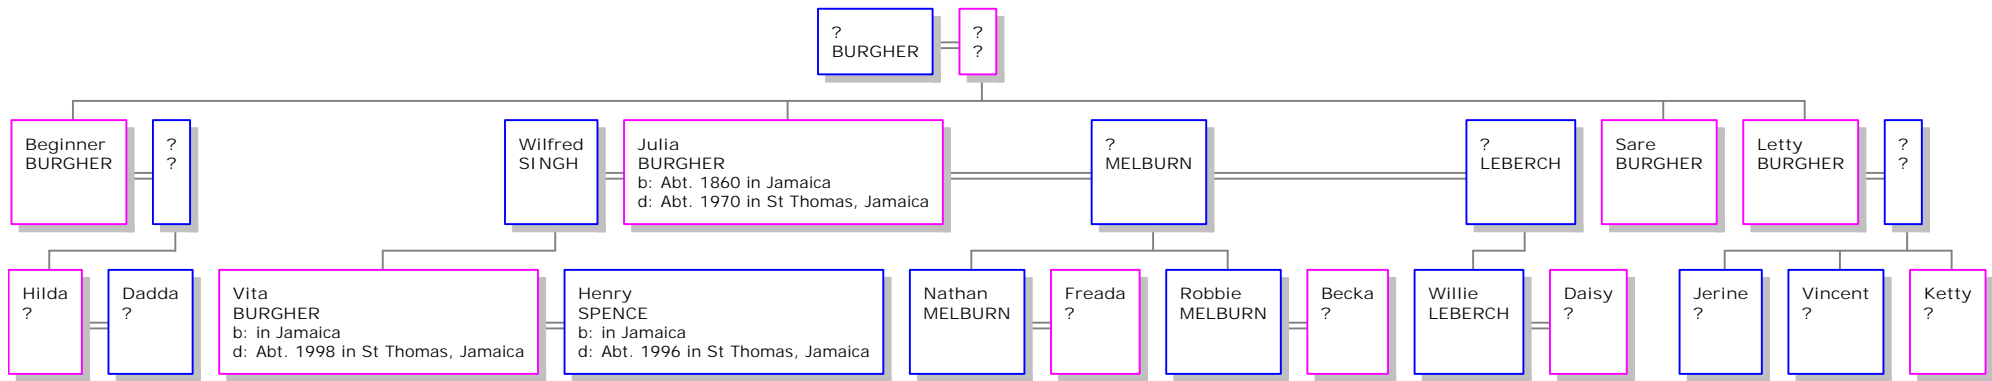 ?
BURGHER
?
?
Beginner
BURGHER
?
?
Wilfred
SINGH
Julia
BURGHER
b: Abt. 1860 in Jamaica
d: Abt. 1970 in St Thomas, Jamaica
?
MELBURN
?
LEBERCH
Sare
BURGHER
Letty
BURGHER
?
?
Hilda
?
Dadda
?
Vita
BURGHER
b: in Jamaica
d: Abt. 1998 in St Thomas, Jamaica
Henry
SPENCE
b: in Jamaica
d: Abt. 1996 in St Thomas, Jamaica
Nathan
MELBURN
Freada
?
Robbie
MELBURN
Becka
?
Willie
LEBERCH
Daisy
?
Jerine
?
Vincent
?
Ketty
?